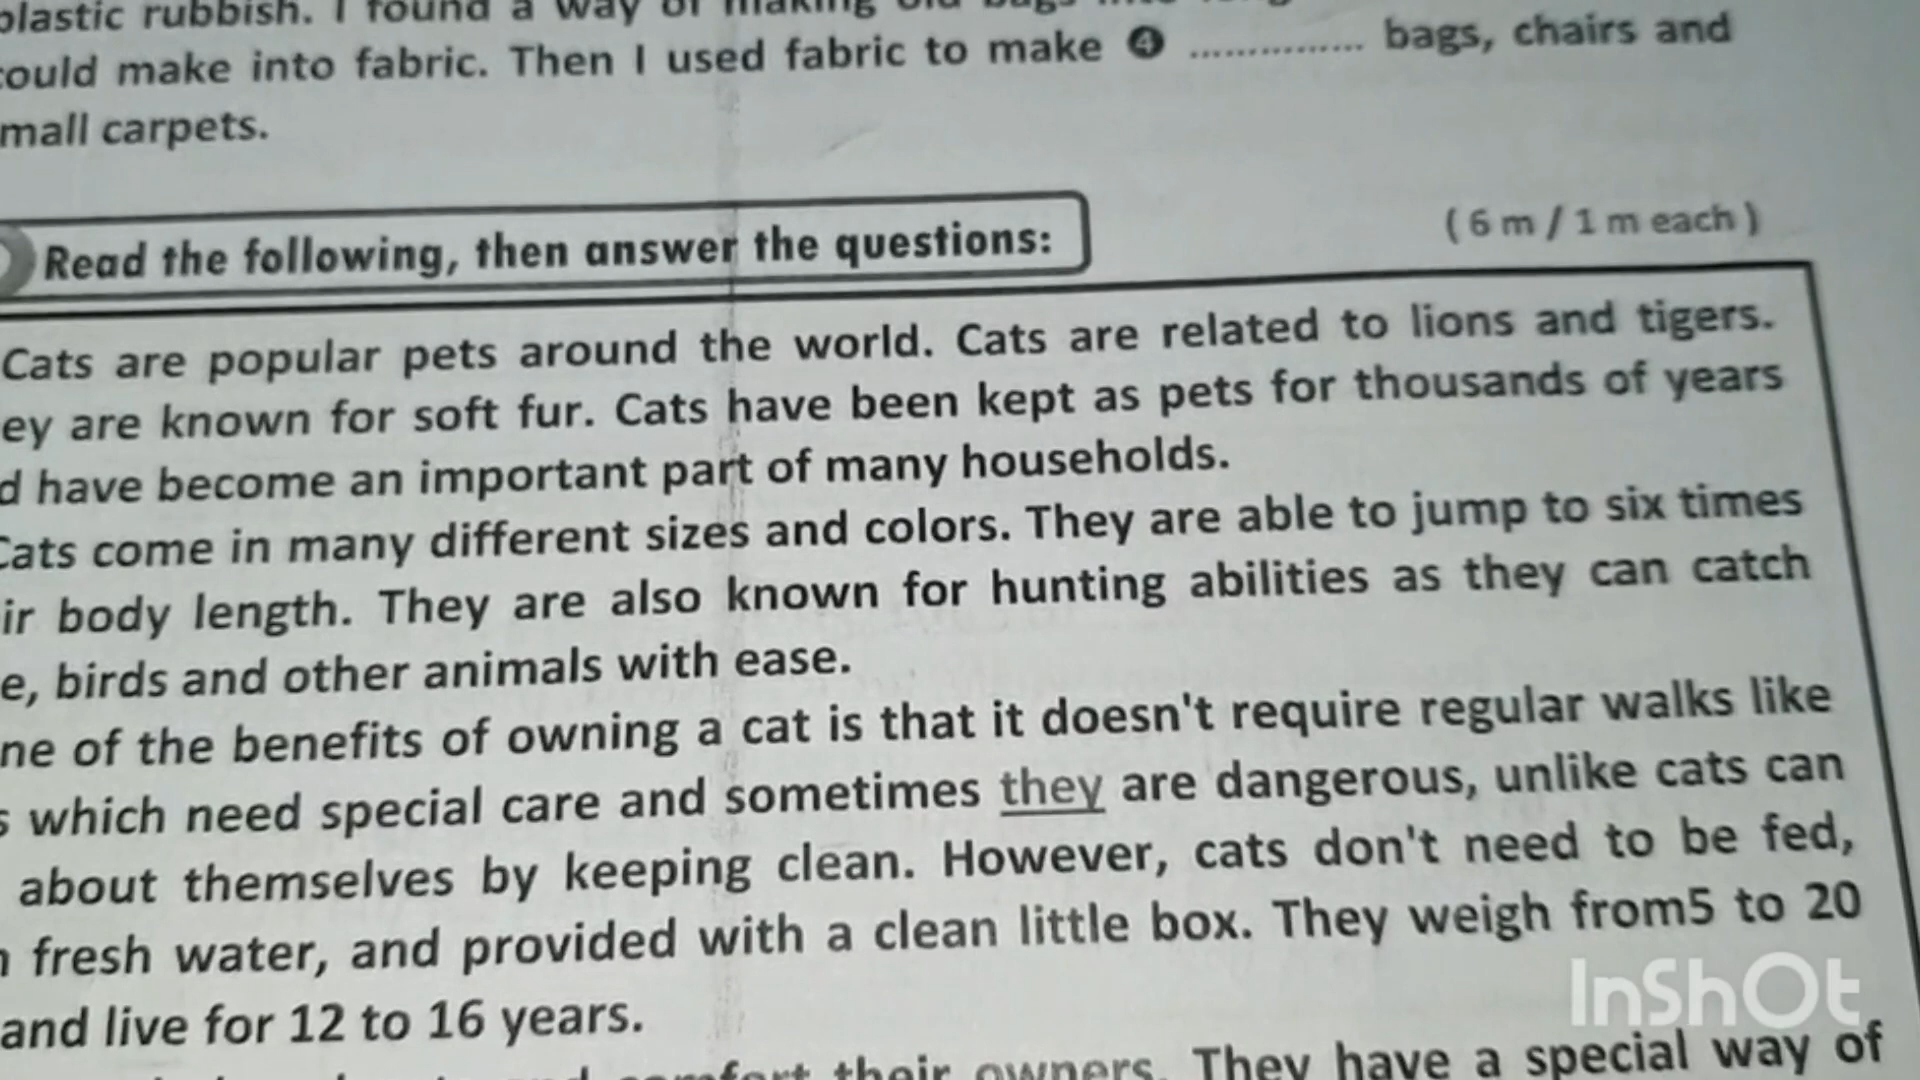 plastic rubbish. I found a way of making old bags into
could make into fabric. Then I used fabric to make ❹ ............... bags, chairs and
mall carpets.
Read the following, then answer the questions:
( 6 m / 1 m each )
Cats are popular pets around the world. Cats are related to lions and tigers.
ey are known for soft fur. Cats have been kept as pets for thousands of years
d have become an important part of many households.
Cats come in many different sizes and colors. They are able to jump to six times
ir body length. They are also known for hunting abilities as they can catch
e, birds and other animals with ease.
ne of the benefits of owning a cat is that it doesn't require regular walks like
s which need special care and sometimes they are dangerous, unlike cats can
about themselves by keeping clean. However, cats don't need to be fed,
fresh water, and provided with a clean little box. They weigh from5 to 20
and live for 12 to 16 years.
comfort their owners. They have a special way of
InShOt